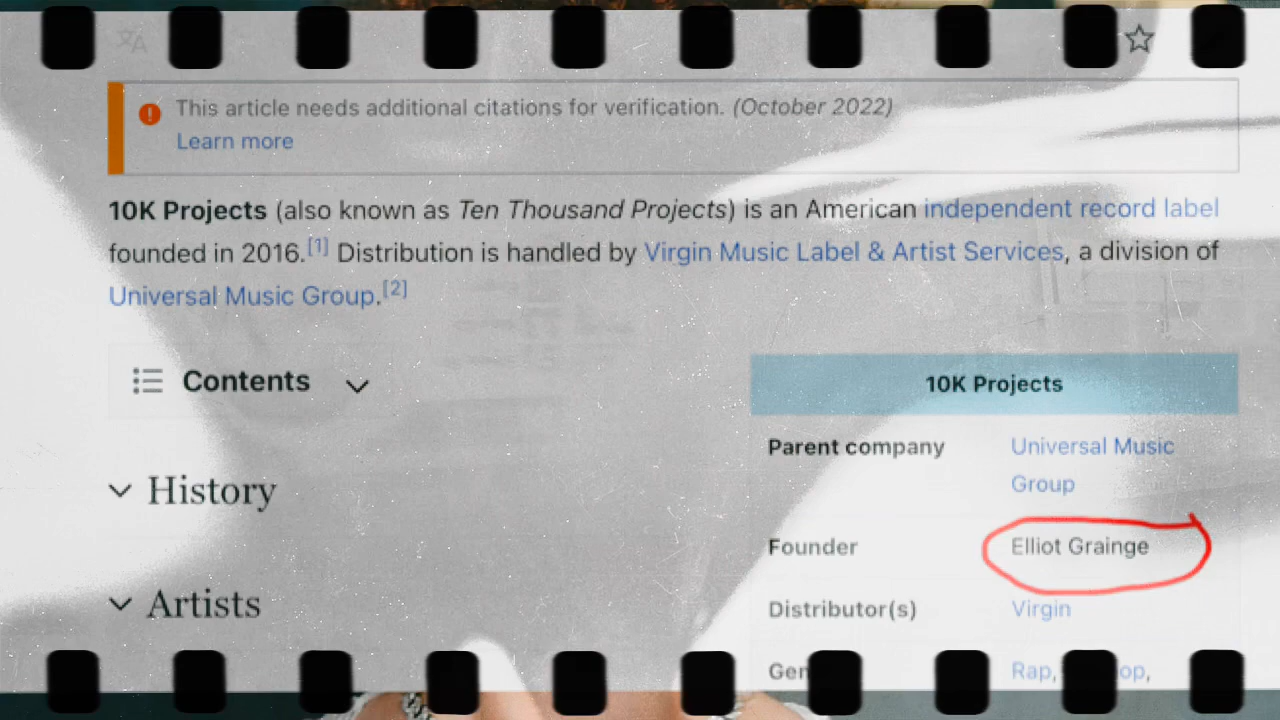 This article needs additional citations for verification. (October 2022)
Learn more
10K Projects (also known as Ten Thousand Projects) is an American independent record label
founded in 2016.[1] Distribution is handled by Virgin Music Label & Artist Services, a division of
Universal Music Group.[2]
Contents
History
Artists
10K Projects
Parent company Universal Music
Group
Founder Elliot Grainge
Distributor(s) Virgin
Rap,